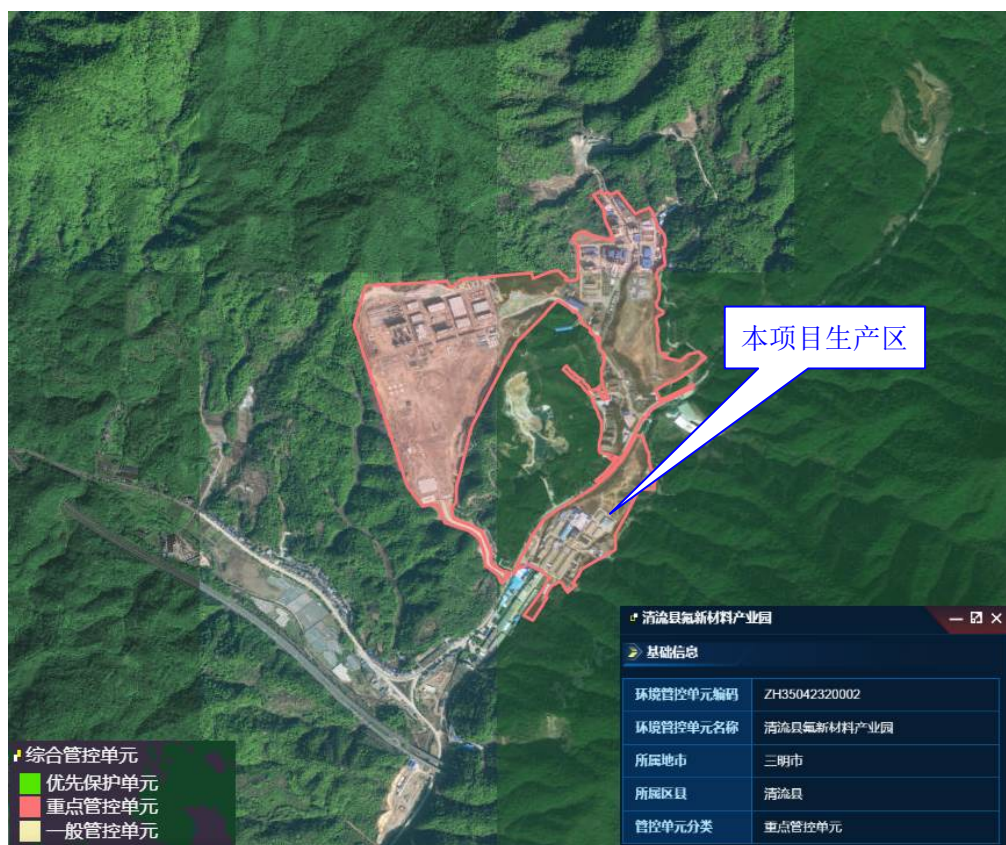 本项目生产区
清流县氟新材料产业园
基础信息
环境管控单元编码 ZH35042320002
环境管控单元名称 清流县氟新材料产业园
所属地市 三明市
所属区县 清流县
管控单元分类 重点管控单元
综合管控单元
优先保护单元
重点管控单元
一般管控单元